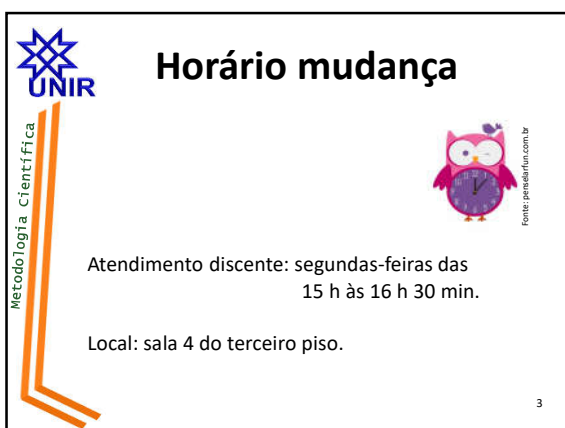 UNIR
Horário mudança
Metodologia Científica
Fonte: penselarfun.com.br
Atendimento discente: segundas-feiras das
15 h às 16 h 30 min.
Local: sala 4 do terceiro piso.
3